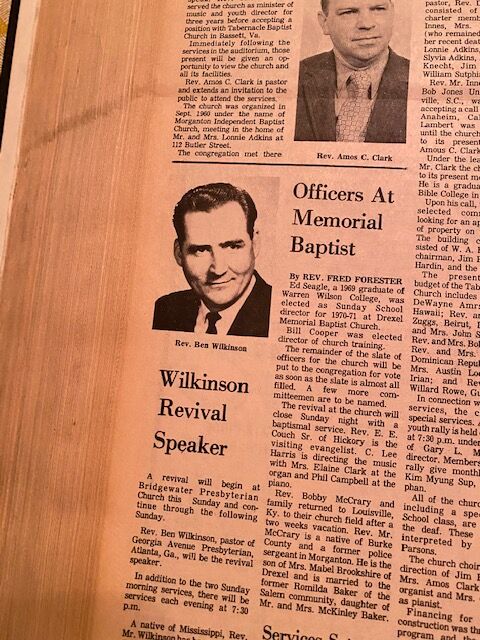 served the church as minister of
music and youth director for
three years before accepting a
position with Tabernacle Baptist
Church in Bassett, Va.
Immediately following the
services in the auditorium, those
present will be given an op-
portunity to view the church and
all its facilities.
Rev. Amos C. Clark is pastor
and extends an invitation to the
public to attend the services.
The church was organized in
Sept. 1960 under the name of
Morganton Independent Baptist
Church, meeting in the home of
Mr. and Mrs. Lonnie Adkins at
112 Butler Street.
The congregation met there
Rev. Amos C. Clark
Rev. Ben Wilkinson
Wilkinson
Revival
Speaker
A revival will begin at
Bridgewater Presbyterian
Church this Sunday and con-
tinue through the following
Sunday.
Rev. Ben Wilkinson, pastor of
Georgia Avenue Presbyterian,
Atlanta, Ga., will be the revival
speaker.
In addition to the two Sunday
morning services, there will be
services each evening at 7:30
p.m.
A native of Mississippi, Rev.
Mr. Wilkinson has
Officers At
Memorial
Baptist
By REV. FRED FORESTER
Ed Seagle, a 1969 graduate of
Warren Wilson College, was
elected as Sunday School
director for 1970-71 at Drexel
Memorial Baptist Church.
Bill Cooper was elected
director of church training.
The remainder of the slate of
officers for the church will be
put to the congregation for vote
as soon as the slate is almost all
filled. A few more com-
mitteemen are to be named.
The revival at the church will
close Sunday night with a
baptismal service. Rev. E. E.
Couch Sr. of Hickory is the
visiting evangelist. C. Lee
Harris is directing the music
with Mrs. Elaine Clark at the
organ and Phil Campbell at the
piano.
Rev. Bobby McCrary and
family returned to Louisville,
Ky. to their church field after a
two weeks vacation. Rev. Mr.
McCrary is a native of Burke
County and a former police
sergeant in Morganton. He is the
son of Mrs. Mabel Brookshire of
Drexel and is married to the
former Romilda Baker of the
Salem community, daughter of
Mr. and Mrs. McKinley Baker.
Services
pastor, Rev. D
consisted of
charter memb
Innes, Mrs.
(who remained
her recent deat
Lonnie Adkins,
Slyvia Adkins,
Knecht, Jim
William Sutphi
Rev. Mr. Inne
Bob Jones Un
ville, S.C., wa
accepting a call
Anaheim, Cal
Lambert was
until the church
to its present
Amous C. Clark
Under the lea
Mr. Clark the ch
to its present me
He is a gradua
Bible College in
Upon his call,
selected com
looking for an ap
of property on
The building c
sisted of W. A. B
chairman, Jim E
Hardin, and the
The present
budget of the Tab
Church includes
DeWayne Amrs
Hawaii; Rev. an
Zuggs, Beirut, L
and Mrs. John S
Rev. and Mrs. Bob
Rev. and Mrs.
Dominican Republ
Mrs. Austin Lo
Irian; and Rev
Willard Rowe, Gu
In connection w
services, the c
special services. A
youth rally is held
at 7:30 p.m. under
of Gary L. M
director. Members
rally give monthl
Kim Myung Sup,
phan.
All of the churc
including a spe
School class, are
the deaf. These
interpreted by
Parsons.
The church choir
direction of Jim E
Mrs. Amos Clark
organist and Mrs.
as pianist.
Financing for
construction was th
program, and the